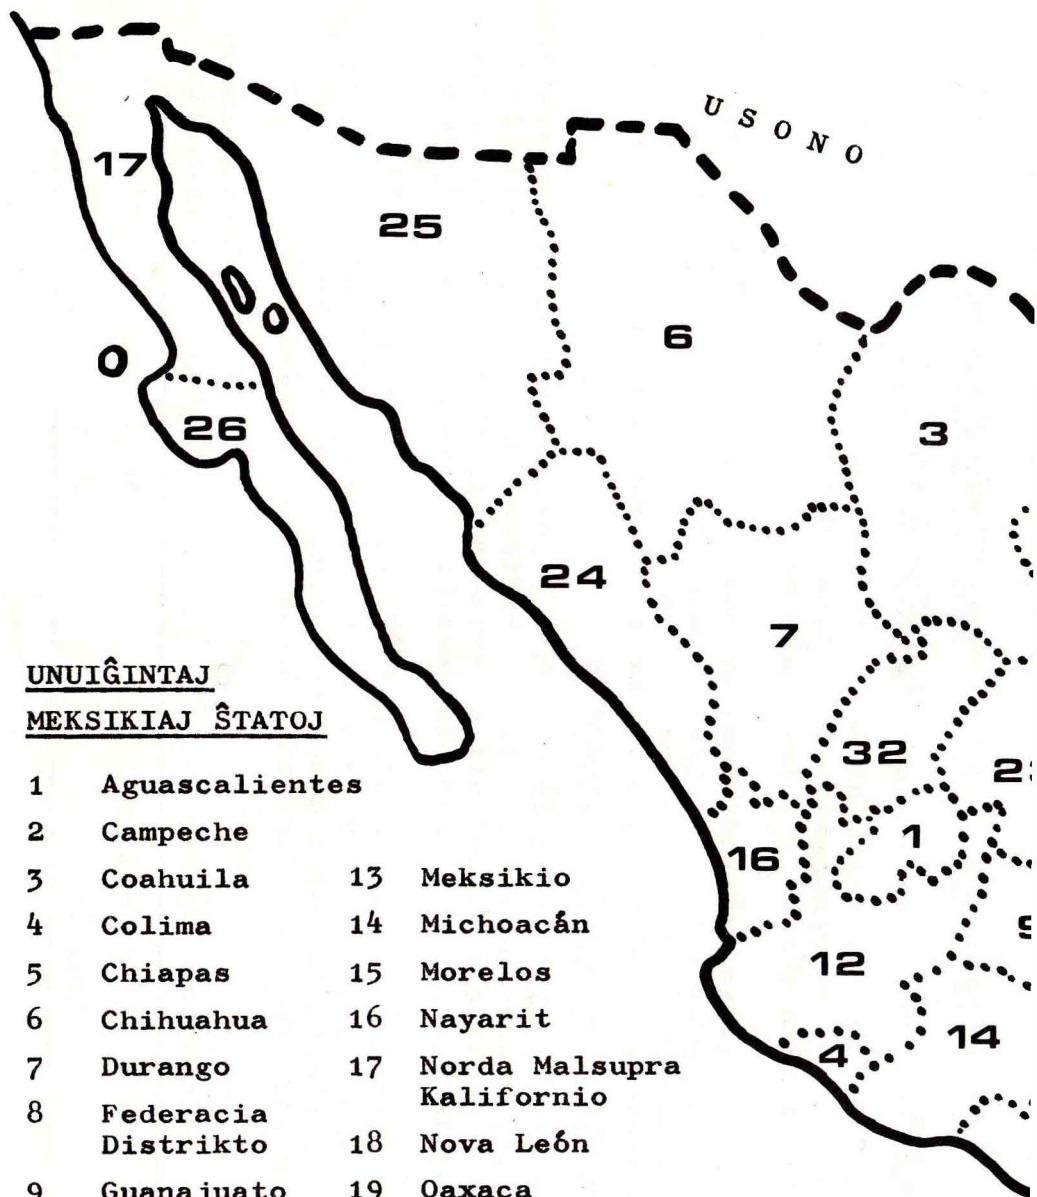 USONO
17
25
6
3
26
24
7
32
1
16
12
4
14
UNUIĜINTAJ
MEKSIKIAJ ŜTATOJ
1 Aguascalientes
2 Campeche
3 Coahuila
4 Colima
5 Chiapas
6 Chihuahua
7 Durango
8 Federacia
Distrikto
9 Guanajuato
13 Meksikio
14 Michoacán
15 Morelos
16 Nayarit
17 Norda Malsupra
Kalifornio
18 Nova León
19 Oaxaca